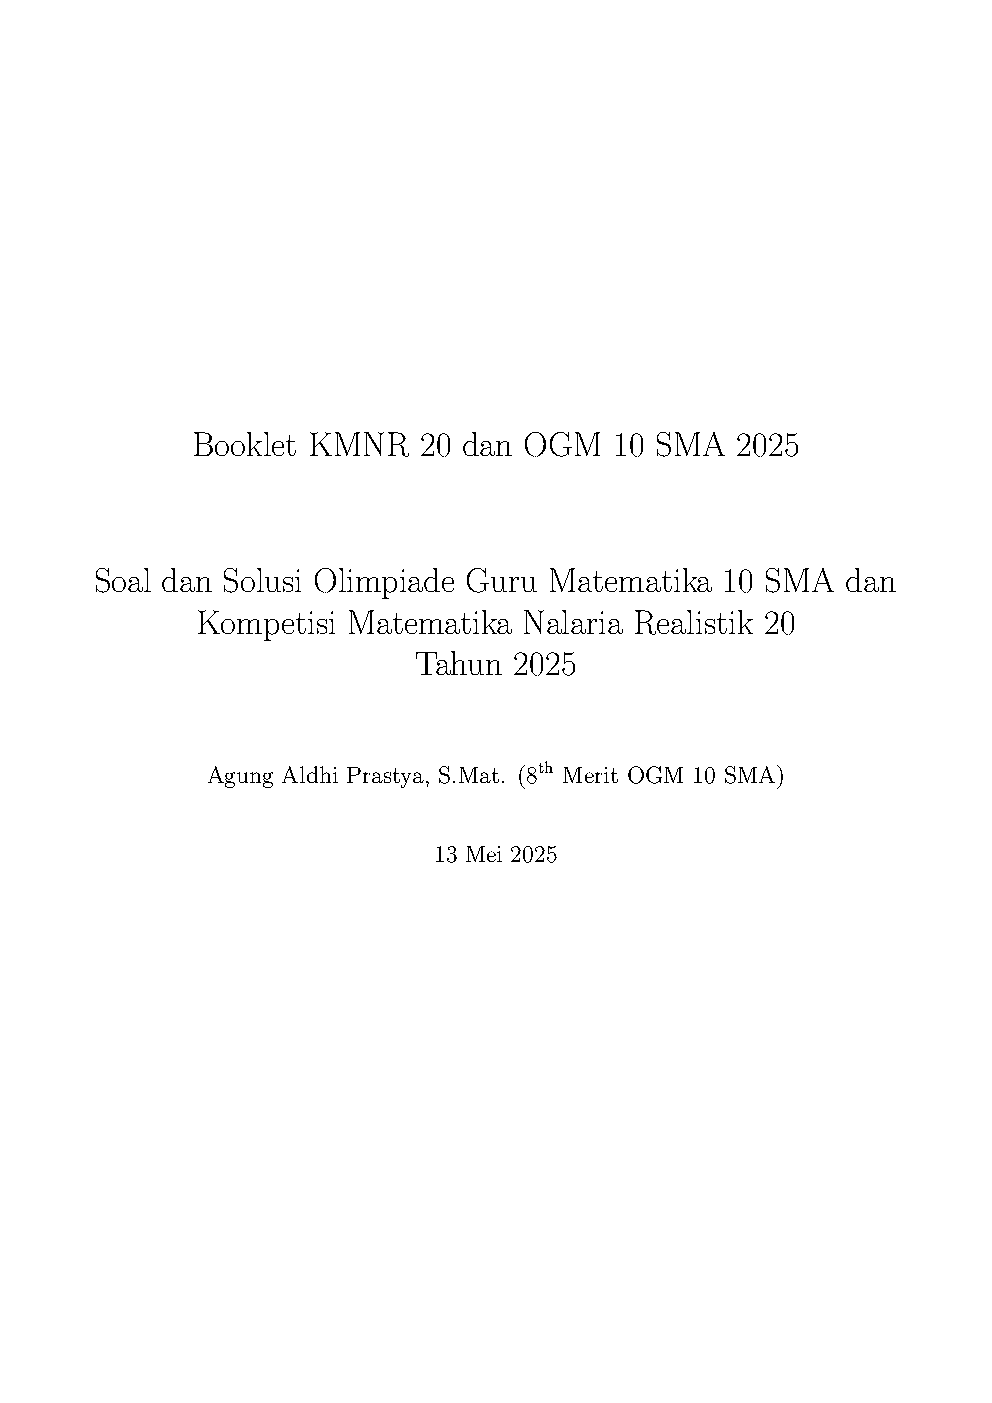 Booklet KMNR 20 dan OGM 10 SMA 2025
Soal dan Solusi Olimpiade Guru Matematika 10 SMA dan
Kompetisi Matematika Nalaria Realistik 20
Tahun 2025
Agung Aldhi Prastya, S.Mat. (8th Merit OGM 10 SMA)
13 Mei 2025